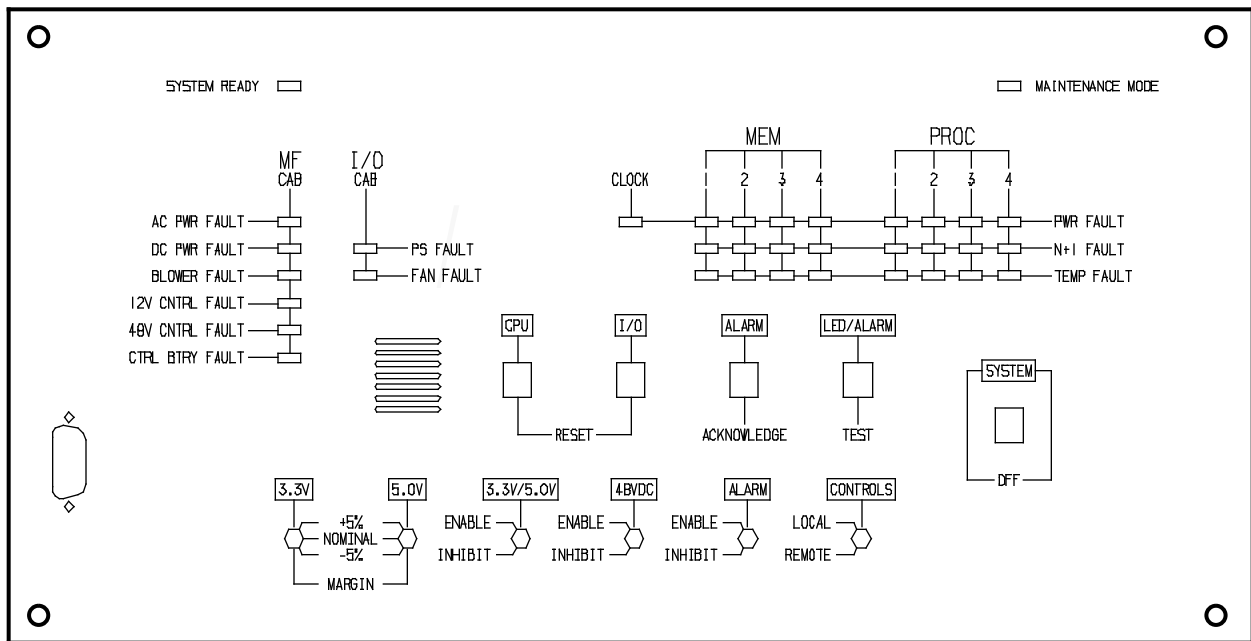 SYSTEM READY
MAINTENANCE MODE
MEM
PROC
MF
CAB
I/O
CAB
CLOCK
1 2 3 4
1 2 3 4
AC PWR FAULT
PWR FAULT
DC PWR FAULT
PS FAULT
N+1 FAULT
BLOWER FAULT
FAN FAULT
TEMP FAULT
12V CNTRL FAULT
48V CNTRL FAULT
CTRL BTRY FAULT
CPU
I/O
ALARM
LED/ALARM
SYSTEM
RESET
ACKNOWLEDGE
TEST
OFF
3.3V
5.0V
3.3V/5.0V
48VDC
ALARM
CONTROLS
+5%
NOMINAL
-5%
MARGIN
ENABLE
INHIBIT
ENABLE
INHIBIT
ENABLE
INHIBIT
LOCAL
REMOTE